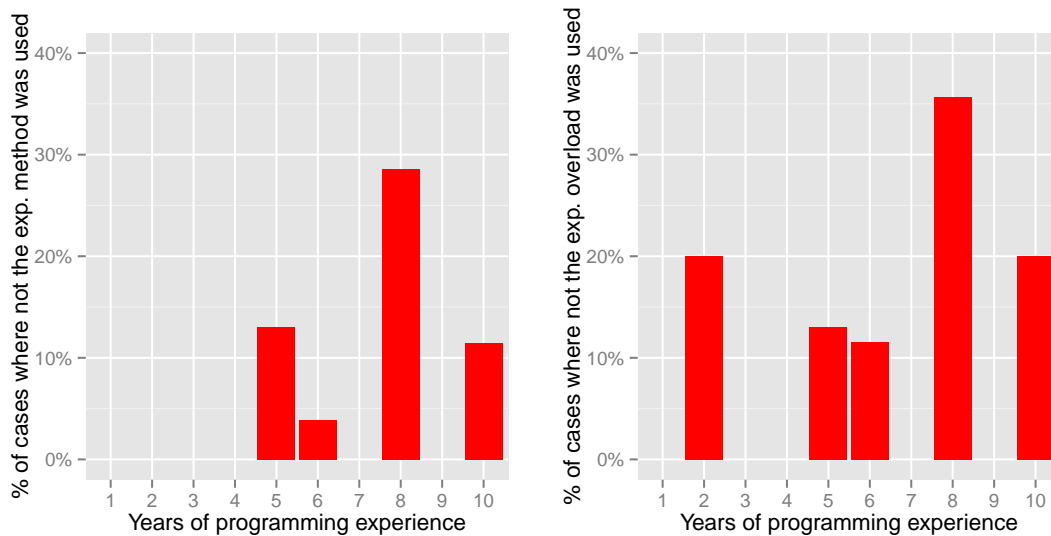 % of cases where not the exp. method was used
40%
30%
20%
10%
0%
1 2 3 4 5 6 7 8 9 10
Years of programming experience
% of cases where not the exp. overload was used
40%
30%
20%
10%
0%
1 2 3 4 5 6 7 8 9 10
Years of programming experience